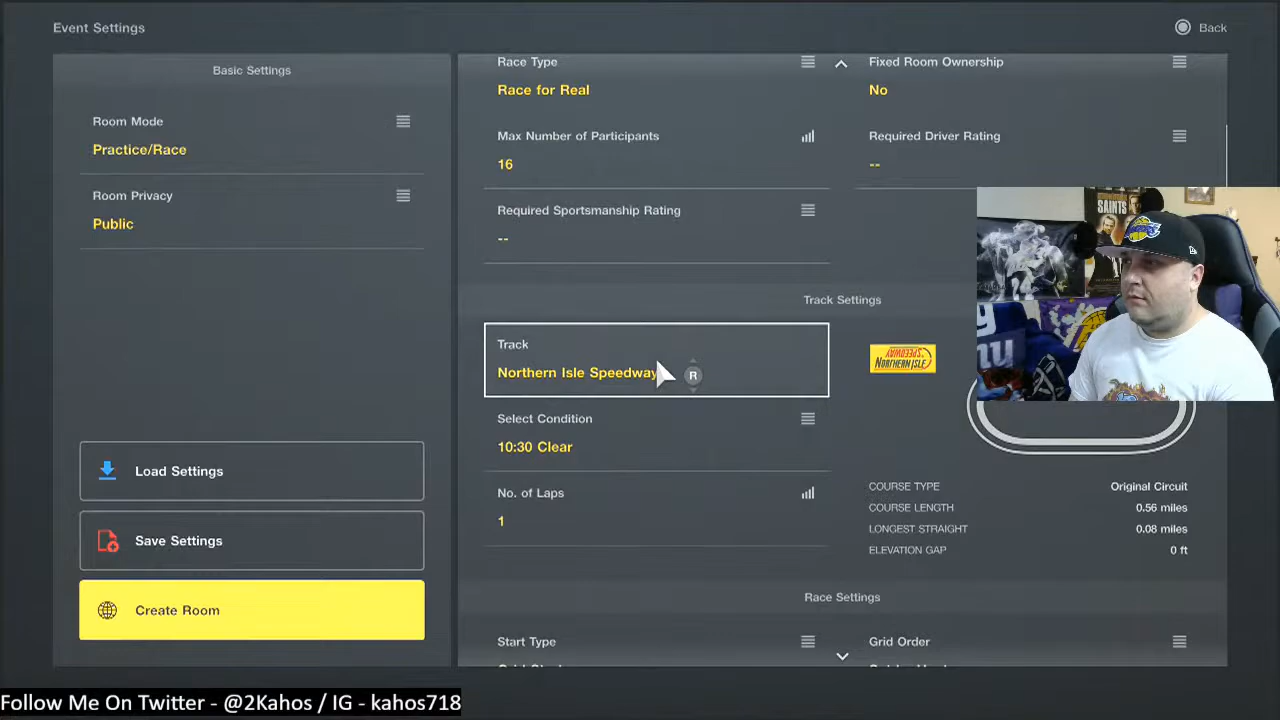 Event Settings
Back
Basic Settings
Room Mode
Practice/Race
Room Privacy
Public
Load Settings
Save Settings
Create Room
Race Type
Race for Real
Fixed Room Ownership
No
Max Number of Participants
16
Required Driver Rating
--
Required Sportsmanship Rating
--
Track Settings
Track
Northern Isle Speedway
R
NORTHERN ISLE
SPEEDWAY
Select Condition
10:30 Clear
No. of Laps
1
COURSE TYPE Original Circuit
COURSE LENGTH 0.56 miles
LONGEST STRAIGHT 0.08 miles
ELEVATION GAP 0 ft
Race Settings
Start Type
Grid Order
SAINTS
Follow Me On Twitter - @2Kahos / IG - kahos718